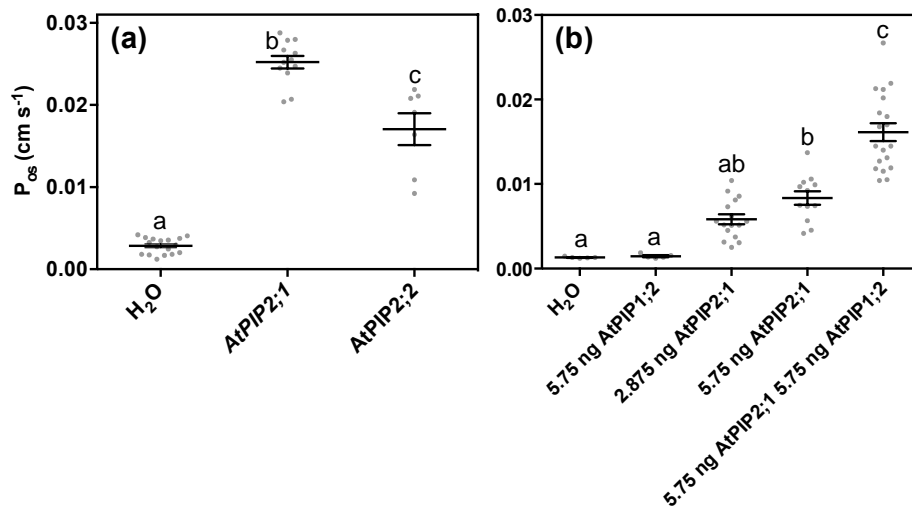 (a)
P_os (cm s⁻¹)
0.03
0.02
0.01
0.00
a
b
c
H₂O
AtPIP2;1
AtPIP2;2
(b)
0.03
0.02
0.01
0.00
a
a
ab
b
c
H₂O
5.75 ng AtPIP1;2
2.875 ng AtPIP2;1
5.75 ng AtPIP2;1
5.75 ng AtPIP2;1 5.75 ng AtPIP1;2